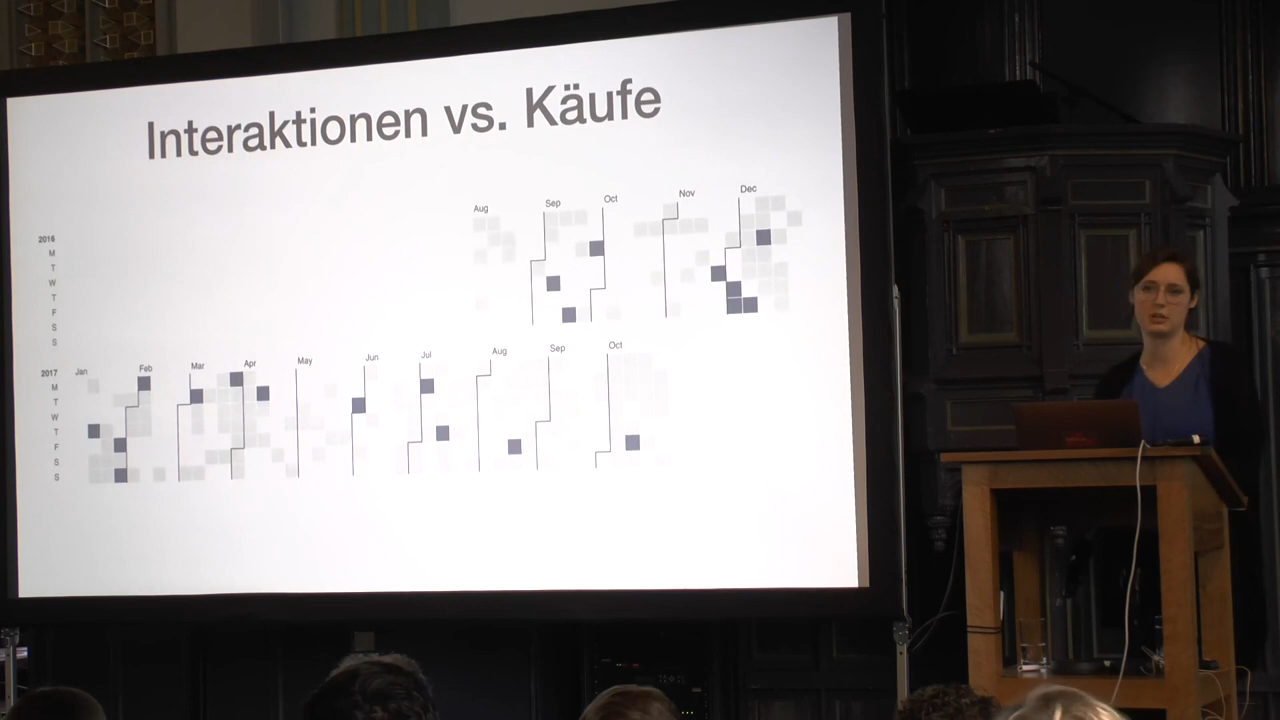 Interaktionen vs. Käufe
Aug Sep Oct Nov Dec
2016
M
T
W
T
F
S
S
Jan Feb Mar Apr May Jun Jul Aug Sep Oct
2017
M
T
W
T
F
S
S